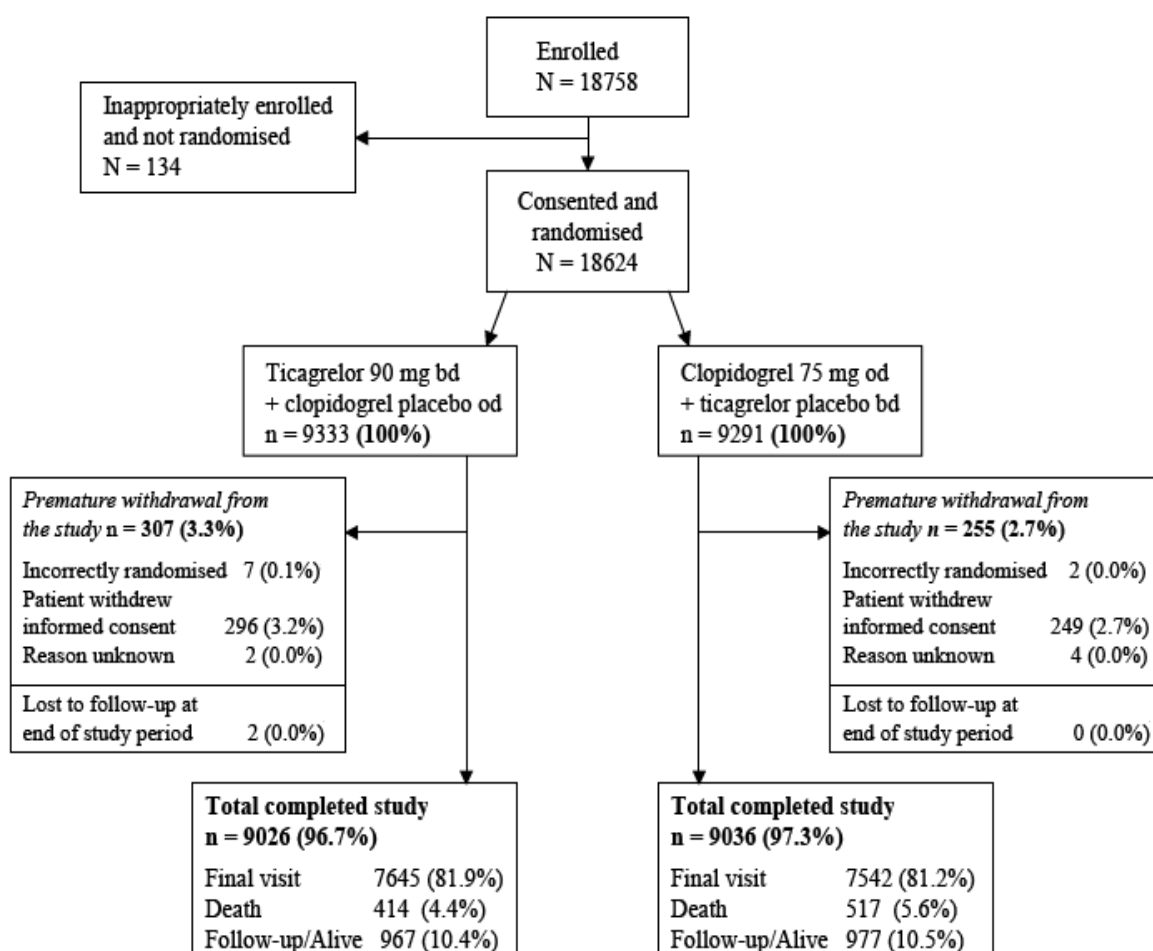 Enrolled
N = 18758
Inappropriately enrolled
and not randomised
N = 134
Consented and
randomised
N = 18624
Ticagrelor 90 mg bd
+ clopidogrel placebo od
n = 9333 (100%)
Clopidogrel 75 mg od
+ ticagrelor placebo bd
n = 9291 (100%)
Premature withdrawal from
the study n = 307 (3.3%)
Incorrectly randomised 7 (0.1%)
Patient withdrew
informed consent 296 (3.2%)
Reason unknown 2 (0.0%)
Lost to follow-up at
end of study period 2 (0.0%)
Premature withdrawal from
the study n = 255 (2.7%)
Incorrectly randomised 2 (0.0%)
Patient withdrew
informed consent 249 (2.7%)
Reason unknown 4 (0.0%)
Lost to follow-up at
end of study period 0 (0.0%)
Total completed study
n = 9026 (96.7%)
Final visit 7645 (81.9%)
Death 414 (4.4%)
Follow-up/Alive 967 (10.4%)
Total completed study
n = 9036 (97.3%)
Final visit 7542 (81.2%)
Death 517 (5.6%)
Follow-up/Alive 977 (10.5%)